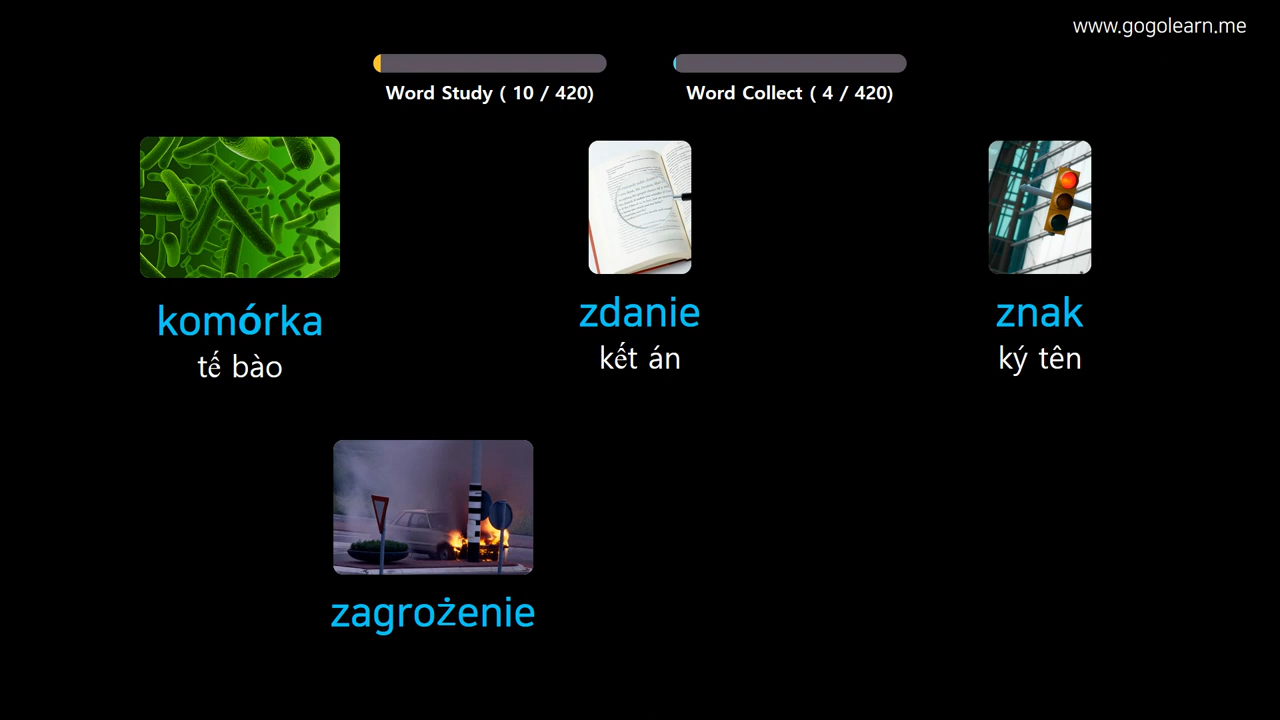 www.gogolearn.me
Word Study ( 10 / 420)
Word Collect ( 4 / 420)
komórka
tế bào
zdanie
kết án
znak
ký tên
zagrożenie